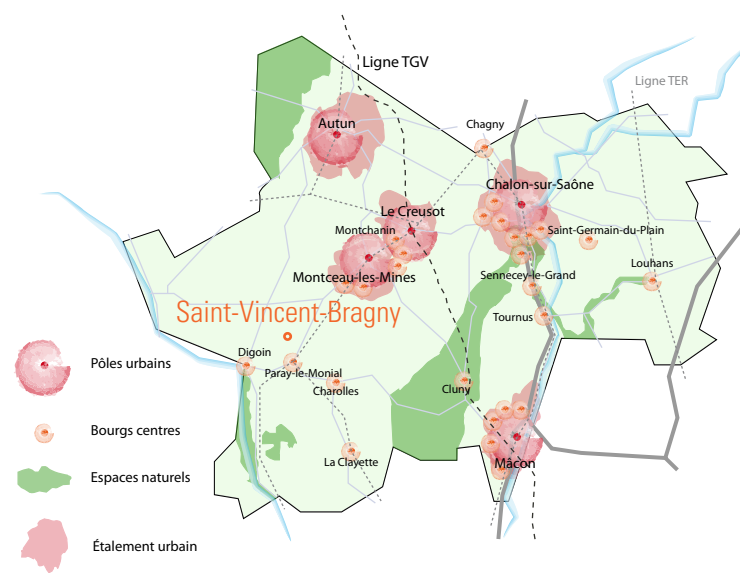 Ligne TGV
Ligne TER
Autun
Chagny
Chalon-sur-Saône
Le Creusot
Montchanin
Saint-Germain-du-Plain
Louhans
Montceau-les-Mines
Sennecey-le-Grand
Saint-Vincent-Bragny
Tournus
Digoin
Paray-le-Monial
Charolles
Cluny
La Clayette
Mâcon
Pôles urbains
Bourgs centres
Espaces naturels
Étalement urbain